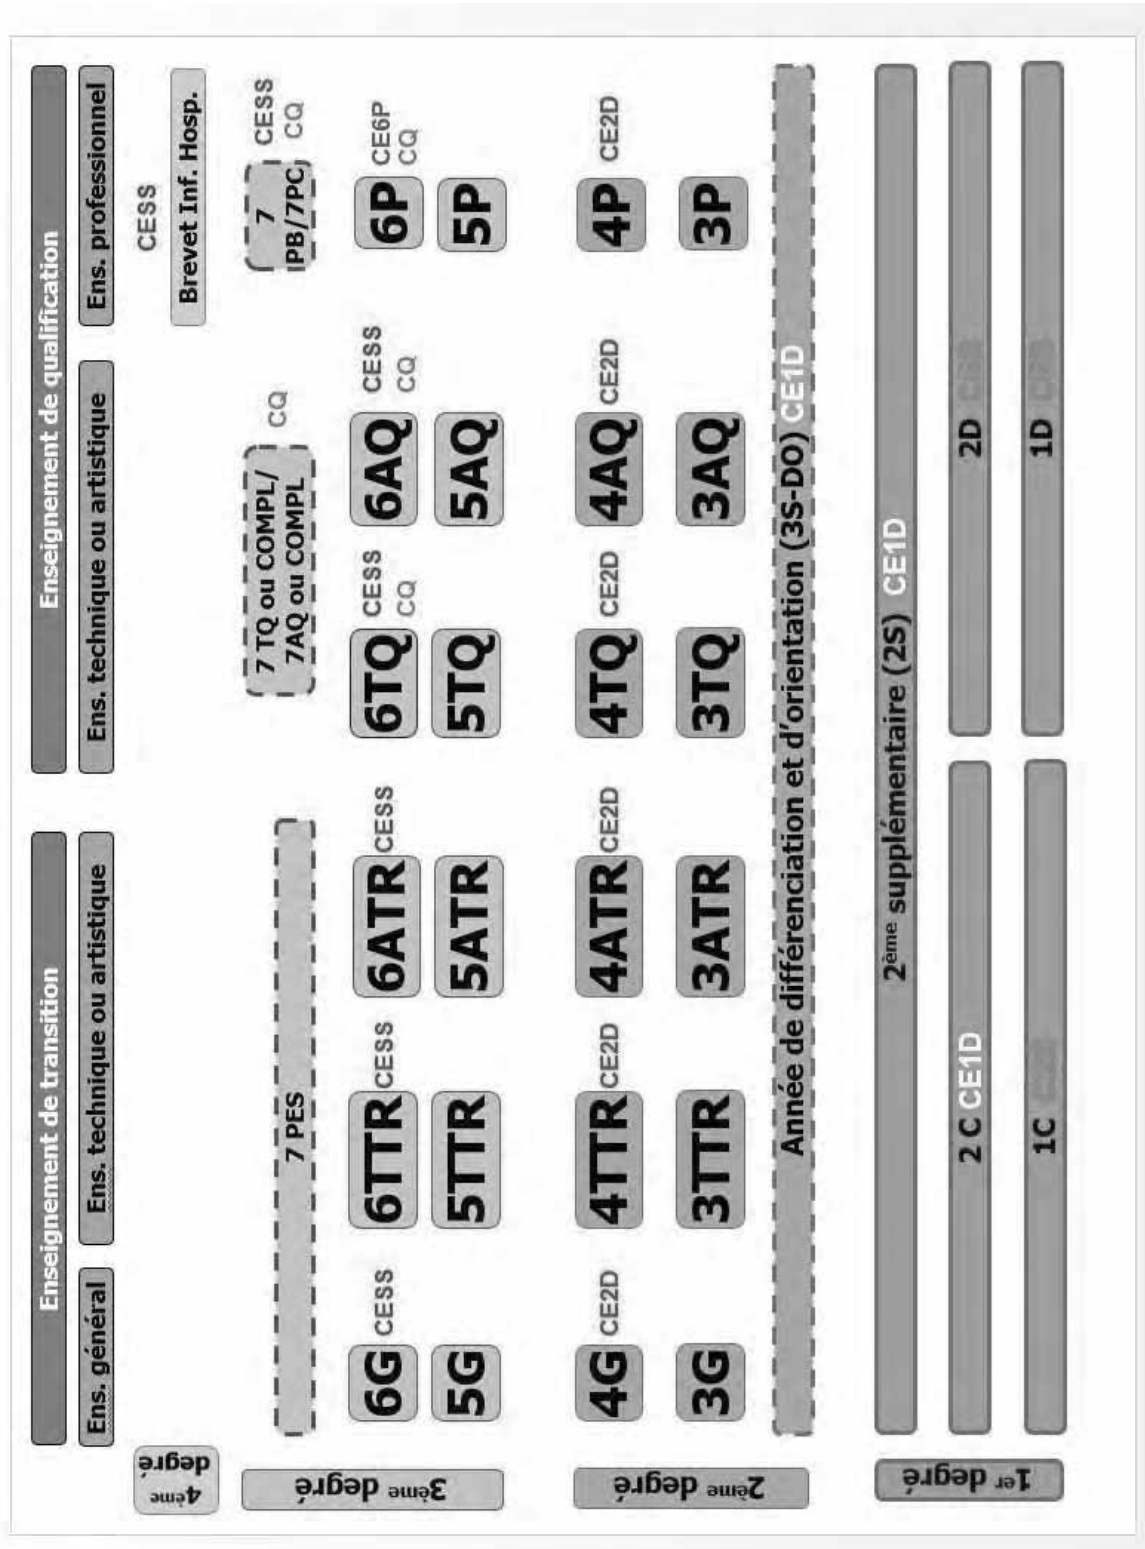 Enseignement de transition
Enseignement de qualification
Ens. général
Ens. technique ou artistique
Ens. technique ou artistique
Ens. professionnel
4ème
degré
CESS
Brevet Inf. Hosp.
3ème degré
7 PES
7 TQ ou COMPL/
7AQ ou COMPL
CQ
7
PB/7PC
CESS
CQ
6G
CESS
6TTR
CESS
6ATR
CESS
6TQ
CESS
CQ
6AQ
CESS
CQ
6P
CE6P
CQ
5G
5TTR
5ATR
5TQ
5AQ
5P
2ème degré
4G
CE2D
4TTR
CE2D
4ATR
CE2D
4TQ
CE2D
4AQ
CE2D
4P
CE2D
3G
3TTR
3ATR
3TQ
3AQ
3P
Année de différenciation et d'orientation (3S-DO) CE1D
1er degré
2ème supplémentaire (2S) CE1D
2 C CE1D
2D
1C
1D